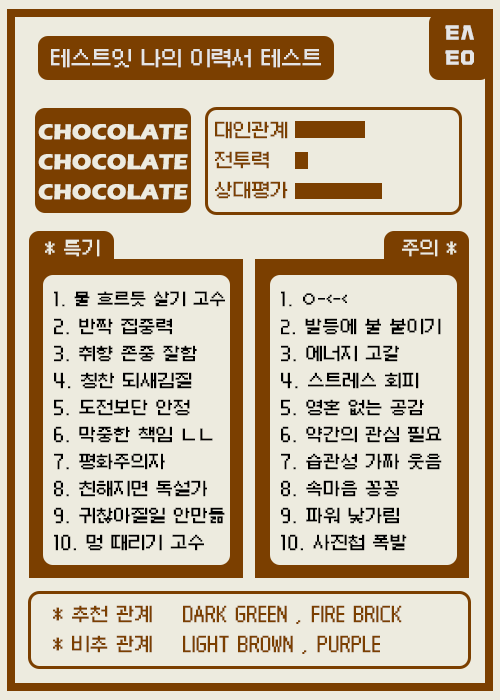 테스트잇 나의 이력서 테스트
ㅌㅅ
ㅌㅇ
CHOCOLATE
CHOCOLATE
CHOCOLATE
대인관계
전투력
상대평가
* 특기
1. 물 흐르듯 살기 고수
2. 반짝 집중력
3. 취향 존중 잘함
4. 칭찬 되새김질
5. 도전보단 안정
6. 막중한 책임 ㄴㄴ
7. 평화주의자
8. 친해지면 독설가
9. 귀찮아질일 안만듦
10. 멍 때리기 고수
주의 *
1. ㅇ-<-<
2. 발등에 불 붙이기
3. 에너지 고갈
4. 스트레스 회피
5. 영혼 없는 공감
6. 약간의 관심 필요
7. 습관성 가짜 웃음
8. 속마음 꽁꽁
9. 파워 낯가림
10. 사진첩 폭발
* 추천 관계 DARK GREEN , FIRE BRICK
* 비추 관계 LIGHT BROWN , PURPLE